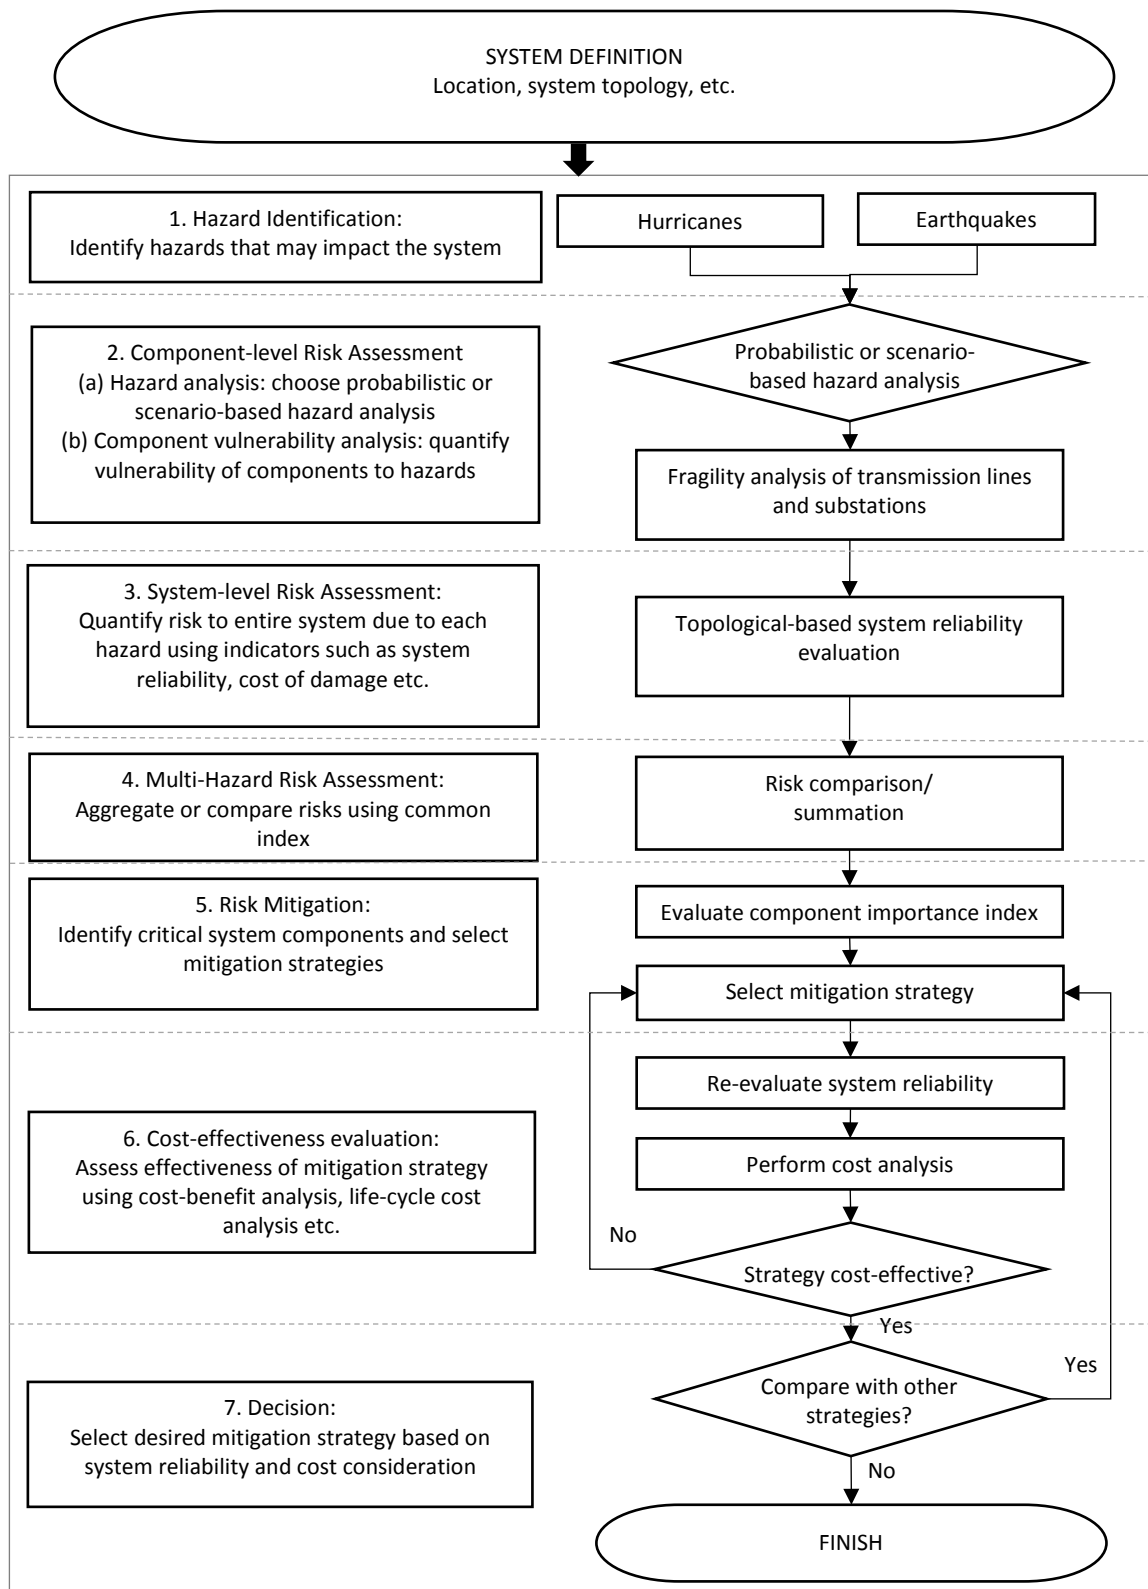 SYSTEM DEFINITION
Location, system topology, etc.
1. Hazard Identification:
Identify hazards that may impact the system
Hurricanes
Earthquakes
2. Component-level Risk Assessment
(a) Hazard analysis: choose probabilistic or
scenario-based hazard analysis
(b) Component vulnerability analysis: quantify
vulnerability of components to hazards
Probabilistic or scenario-
based hazard analysis
Fragility analysis of transmission lines
and substations
3. System-level Risk Assessment:
Quantify risk to entire system due to each
hazard using indicators such as system
reliability, cost of damage etc.
Topological-based system reliability
evaluation
4. Multi-Hazard Risk Assessment:
Aggregate or compare risks using common
index
Risk comparison/
summation
5. Risk Mitigation:
Identify critical system components and select
mitigation strategies
Evaluate component importance index
Select mitigation strategy
6. Cost-effectiveness evaluation:
Assess effectiveness of mitigation strategy
using cost-benefit analysis, life-cycle cost
analysis etc.
Re-evaluate system reliability
Perform cost analysis
No
Strategy cost-effective?
Yes
7. Decision:
Select desired mitigation strategy based on
system reliability and cost consideration
Yes
Compare with other
strategies?
No
FINISH